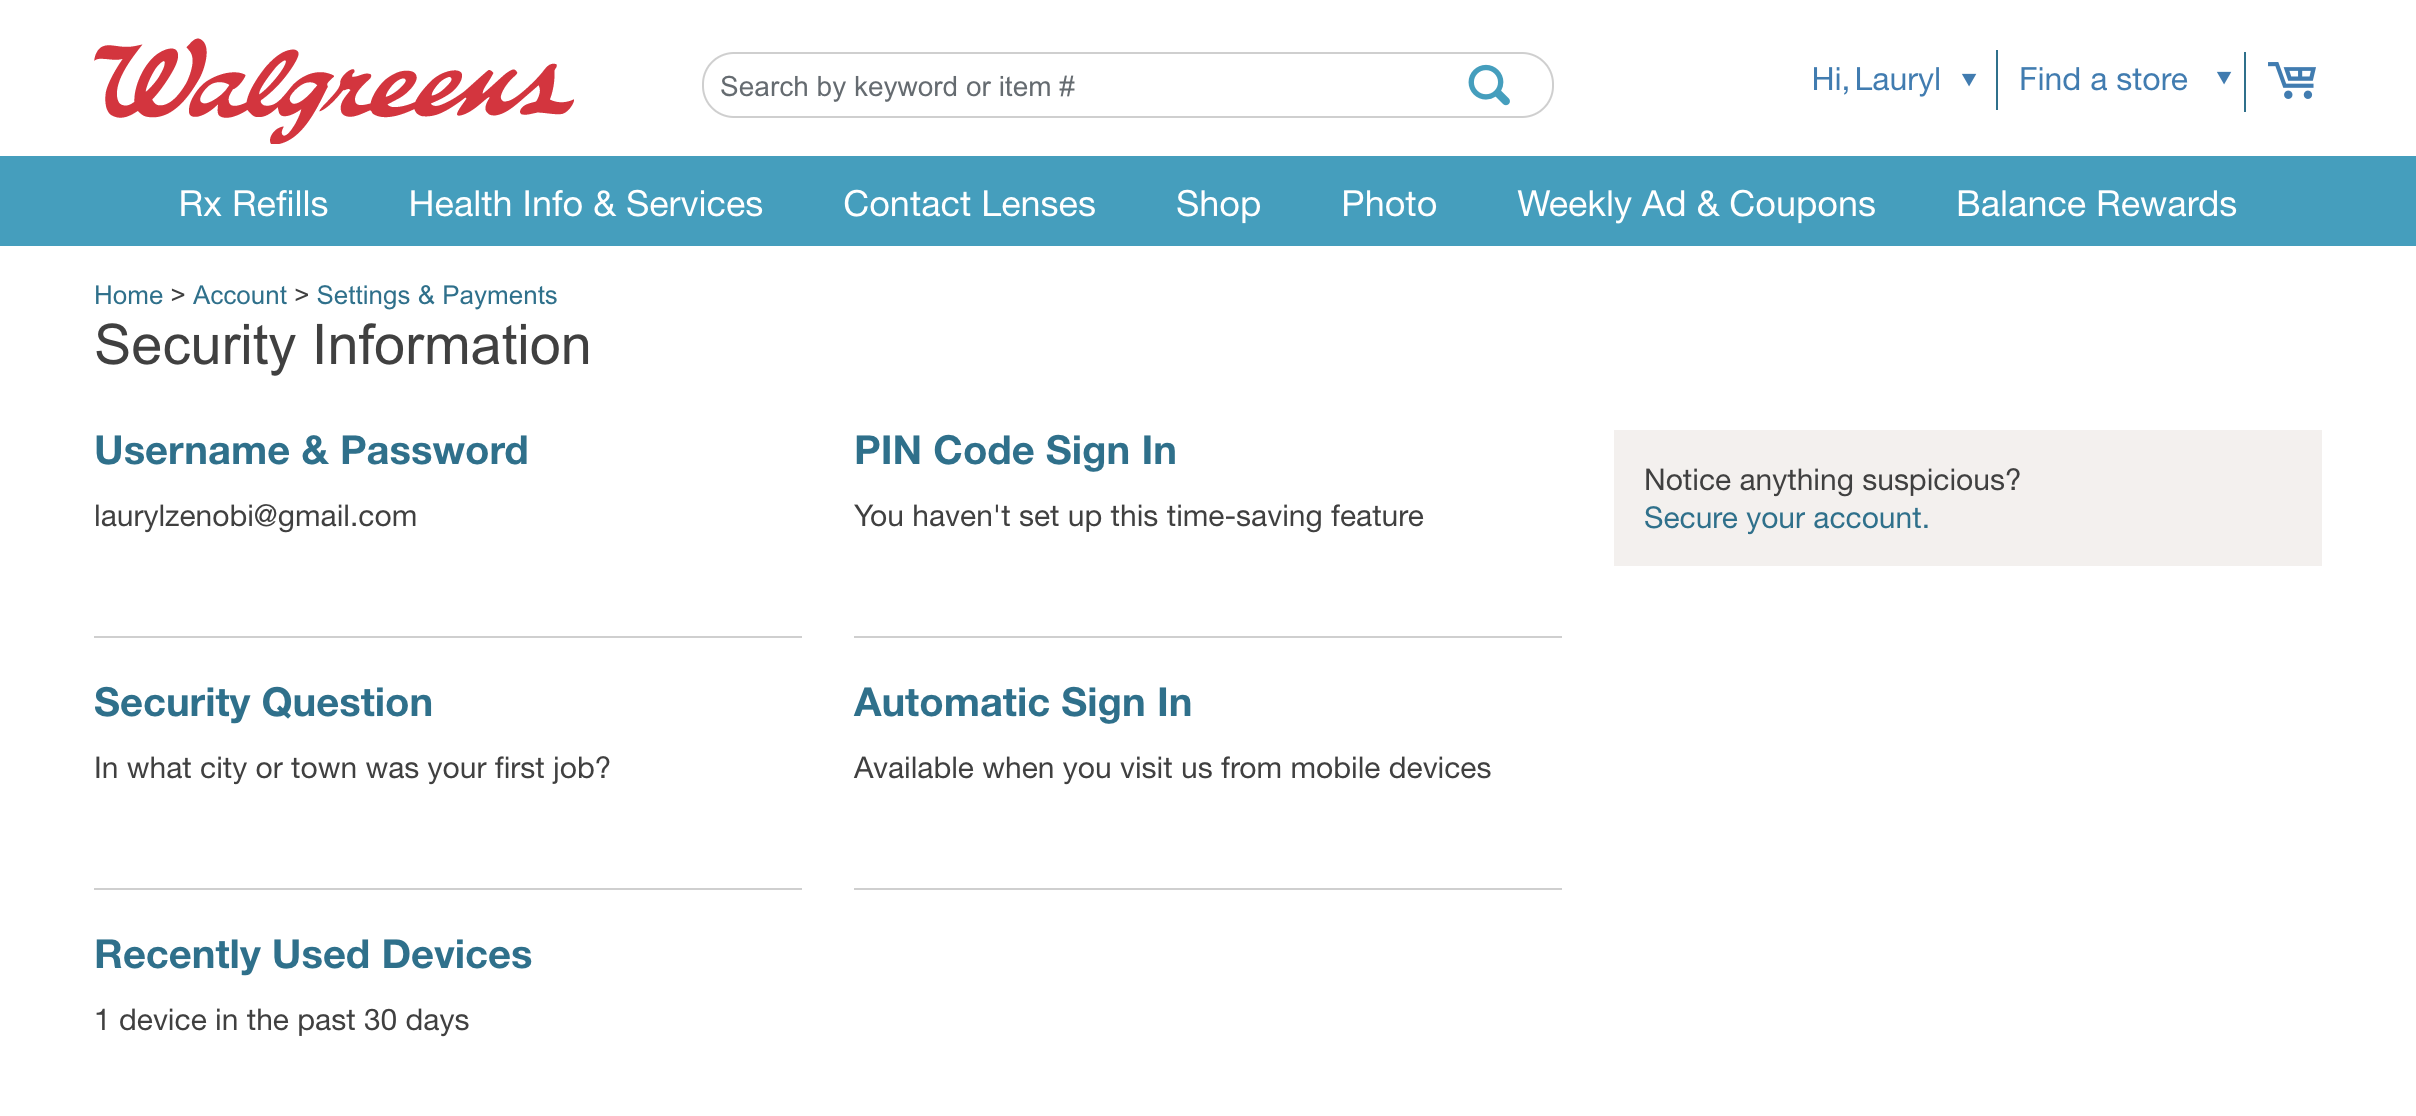 Walgreens
Search by keyword or item #
Hi, Lauryl
Find a store
Rx Refills
Health Info & Services
Contact Lenses
Shop
Photo
Weekly Ad & Coupons
Balance Rewards
Home > Account > Settings & Payments
Security Information
Username & Password
laurylzenobi@gmail.com
PIN Code Sign In
You haven't set up this time-saving feature
Notice anything suspicious?
Secure your account.
Security Question
In what city or town was your first job?
Automatic Sign In
Available when you visit us from mobile devices
Recently Used Devices
1 device in the past 30 days